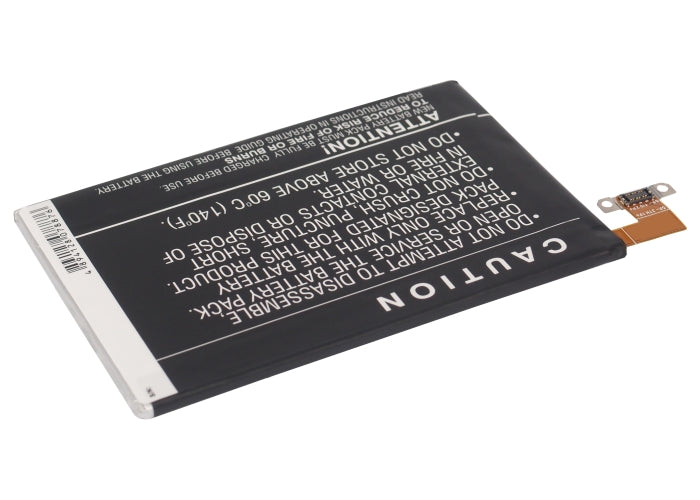 CAUTION
•DO NOT ATTEMPT TO DISASSEMBLE
OPEN OR SERVICE THE BATTERY PACK.
•REPLACE ONLY WITH THE BATTERY
PACK DESIGNATED FOR THIS PRODUCT
•DO NOT CRUSH, PUNCTURE, SHORT
EXTERNAL CONTACTS OR DISPOSE OF
IN FIRE OR WATER.
•DO NOT STORE ABOVE 60°C (140°F).
ATTENTION!
NEW BATTERY PACK MUST BE FULLY CHARGED BEFORE USE.
TO REDUCE RISK OF FIRE OR BURNS
READ IN OPERATING GUIDE BEFORE USING THE BATTERY.